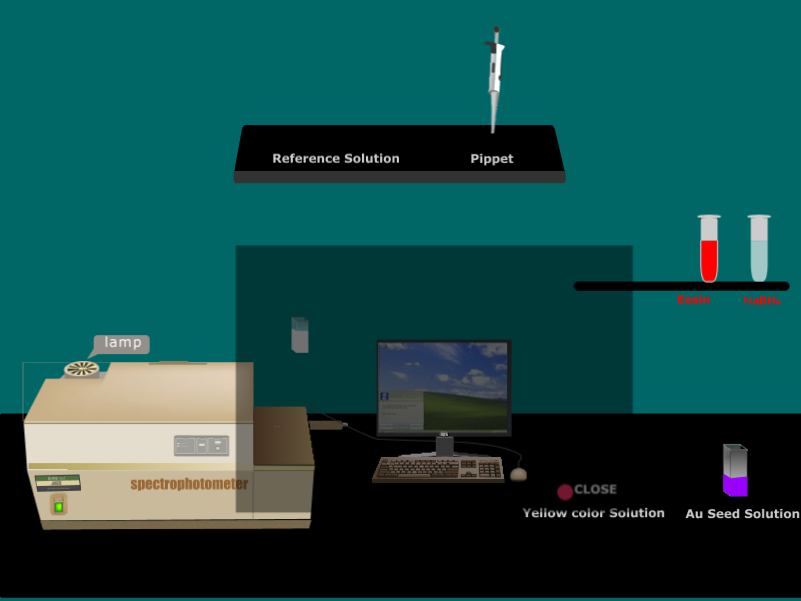 Reference Solution
Pippet
Eosin
NaBH₄
lamp
spectrophotometer
CLOSE
Yellow color Solution
Au Seed Solution